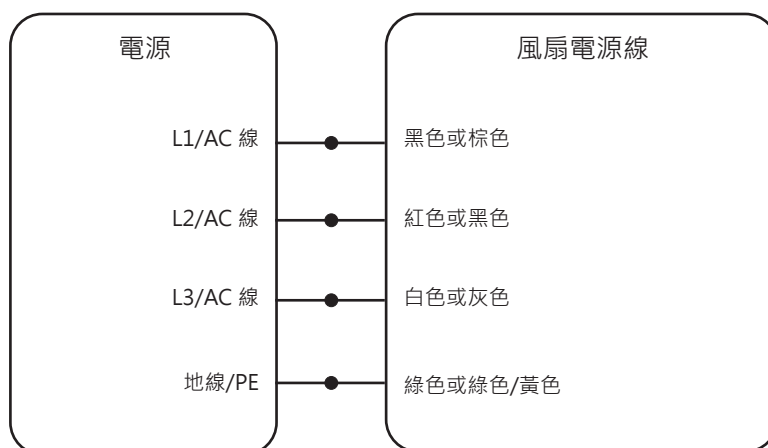 電源
風扇電源線
L1/AC 線
黑色或棕色
L2/AC 線
紅色或黑色
L3/AC 線
白色或灰色
地線/PE
綠色或綠色/黃色